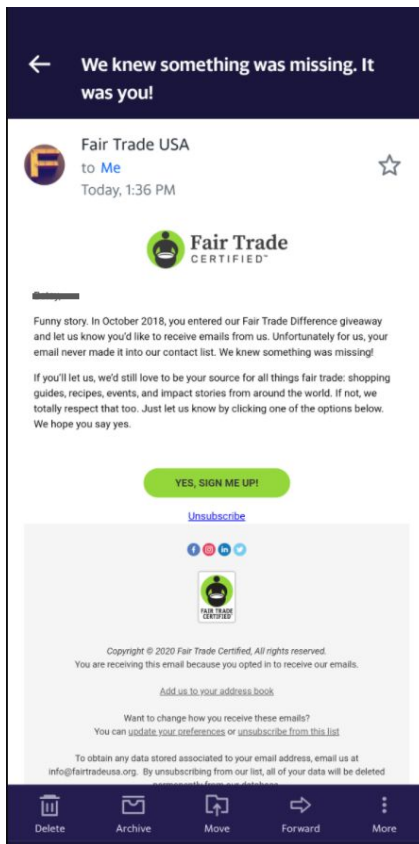 We knew something was missing. It
was you!
Fair Trade USA
to Me
Today, 1:36 PM
Fair Trade
CERTIFIED™
Funny story. In October 2018, you entered our Fair Trade Difference giveaway
and let us know you'd like to receive emails from us. Unfortunately for us, your
email never made it into our contact list. We knew something was missing!
If you'll let us, we'd still love to be your source for all things fair trade: shopping
guides, recipes, events, and impact stories from around the world. If not, we
totally respect that too. Just let us know by clicking one of the options below.
We hope you say yes.
YES, SIGN ME UP!
Unsubscribe
FAIR TRADE
CERTIFIED
Copyright © 2020 Fair Trade Certified, All rights reserved.
You are receiving this email because you opted in to receive our emails.
Add us to your address book
Want to change how you receive these emails?
You can update your preferences or unsubscribe from this list
To obtain any data stored associated to your email address, email us at
info@fairtradeusa.org. By unsubscribing from our list, all of your data will be deleted
permanently from our database
Delete
Archive
Move
Forward
More